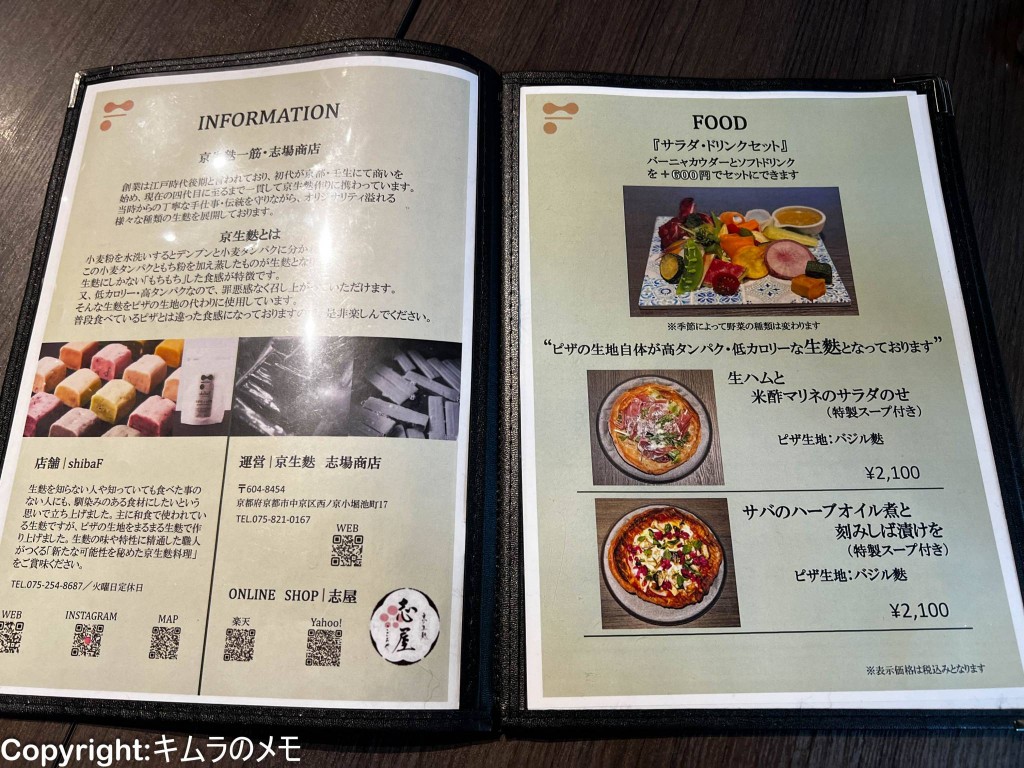 INFORMATION
京生麩一筋・志場商店
創業は江戸時代後期と言われており、初代が京都・壬生にて商いを
始め、現在の四代目に至るまで一貫して京生麩作りに携わっています。
当時からの丁寧な手仕事・伝統を守りながら、オリジナリティ溢れる
様々な種類の生麩を展開しております。
京生麩とは
小麦粉を水洗いするとデンプンと小麦タンパクに分か
この小麦タンパクともち粉を加え蒸したものが生麩とな
生麩にしかない「もちもち」した食感が特徴です。
又、低カロリー・高タンパクなので、罪悪感なく召し上がっていただけます。
そんな生麩をピザの生地の代わりに使用しています。
普段食べているピザとは違った食感になっておりますの 是非楽しんでください。
店舗|shibaF
生麩を知らない人や知っていても食べた事の
ない人にも、馴染みのある食材にしたいという
思いで立ち上げました。主に和食で使われてい
る生麩ですが、ピザの生地をまるまる生麩で作
り上げました。生麩の味や特性に精通した職人
がつくる「新たな可能性を秘めた京生麩料理」
をご賞味ください。
TEL.075-254-8687／火曜日定休日
WEB
INSTAGRAM
MAP
運営|京生麩 志場商店
〒604-8454
京都府京都市中京区西ノ京小堀池町17
TEL.075-821-0167
WEB
ONLINE SHOP|志屋
楽天
Yahoo!
志屋
FOOD
『サラダ・ドリンクセット』
バーニャカウダーとソフトドリンク
を＋600円でセットにできます
※季節によって野菜の種類は変わります
“ピザの生地自体が高タンパク・低カロリーな生麩となっております”
生ハムと
米酢マリネのサラダのせ
（特製スープ付き）
ピザ生地：バジル麩
¥2,100
サバのハーブオイル煮と
刻みしば漬けを
（特製スープ付き）
ピザ生地：バジル麩
¥2,100
※表示価格は税込みとなります
Copyright:キムラのメモ